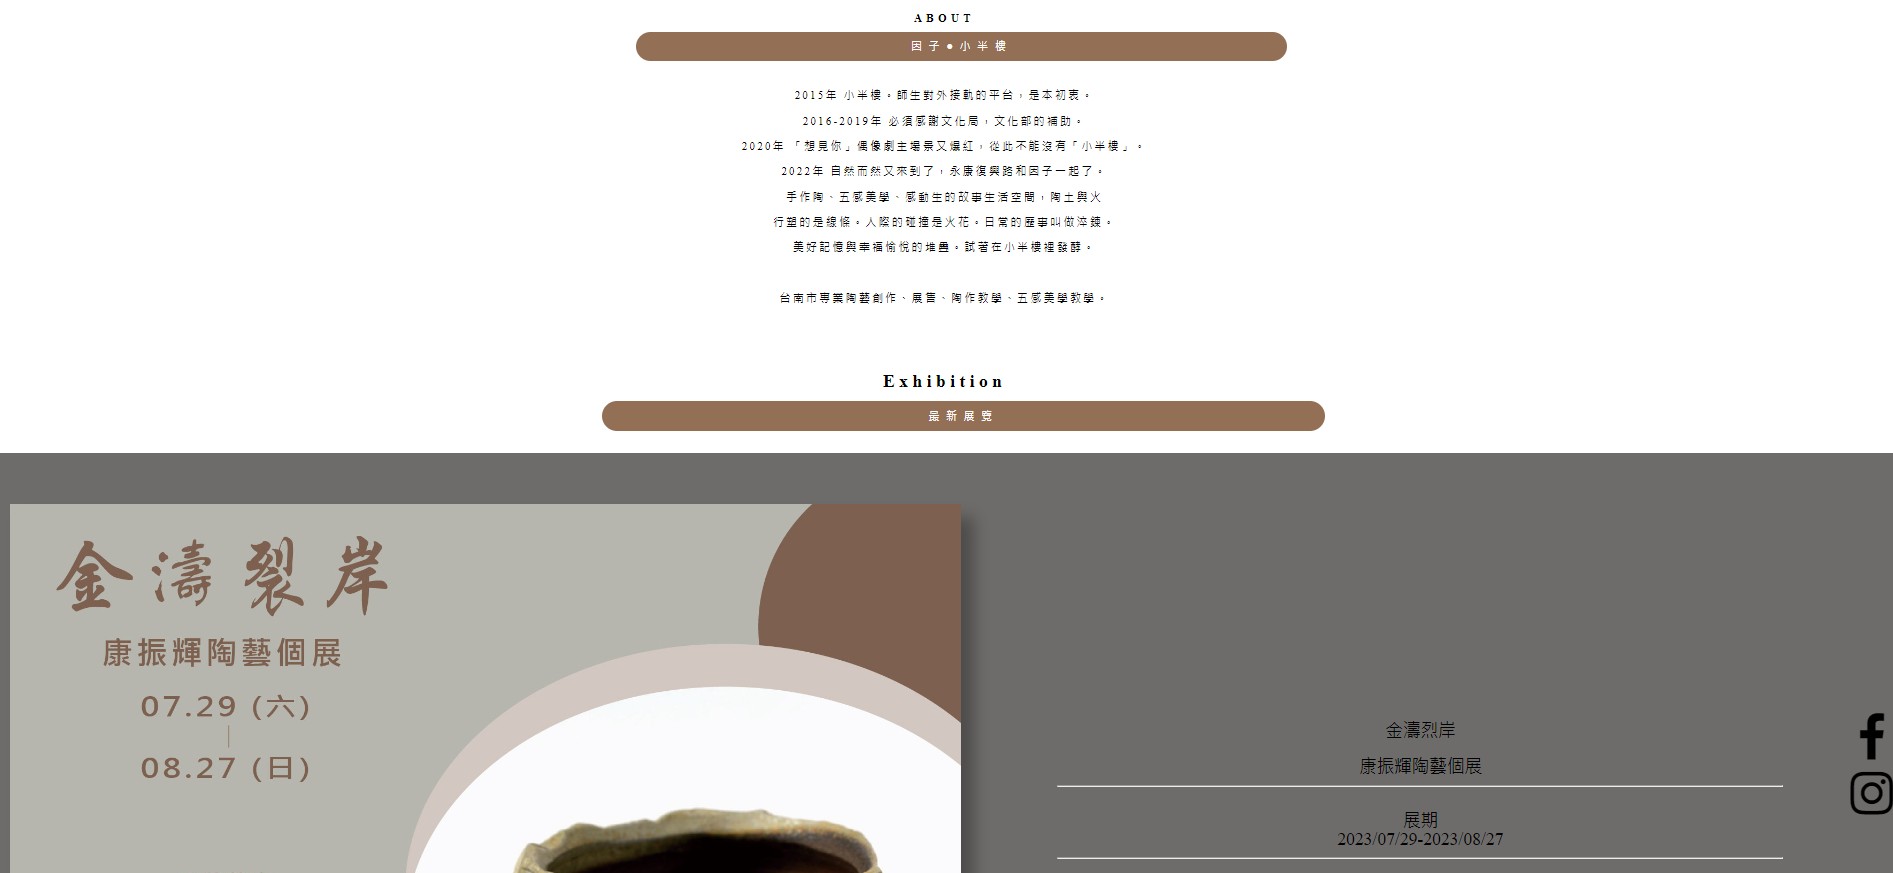 ABOUT
因子●小半樓
2015年 小半樓。師生對外接軌的平台，是本初衷。
2016-2019年 必須感謝文化局，文化部的補助。
2020年 「想見你」偶像劇主場景又爆紅，從此不能沒有「小半樓」。
2022年 自然而然又來到了，永康復興路和因子一起了。
手作陶、五感美學、感動生的故事生活空間，陶土與火
行塑的是線條。人際的碰撞是火花。日常的歷事叫做淬鍊。
美好記憶與幸福愉悅的堆疊。試著在小半樓裡發酵。
台南市專業陶藝創作、展售、陶作教學、五感美學教學。
Exhibition
最新展覽
金濤裂岸
康振輝陶藝個展
07.29 (六)
08.27 (日)
金濤烈岸
康振輝陶藝個展
展期
2023/07/29-2023/08/27